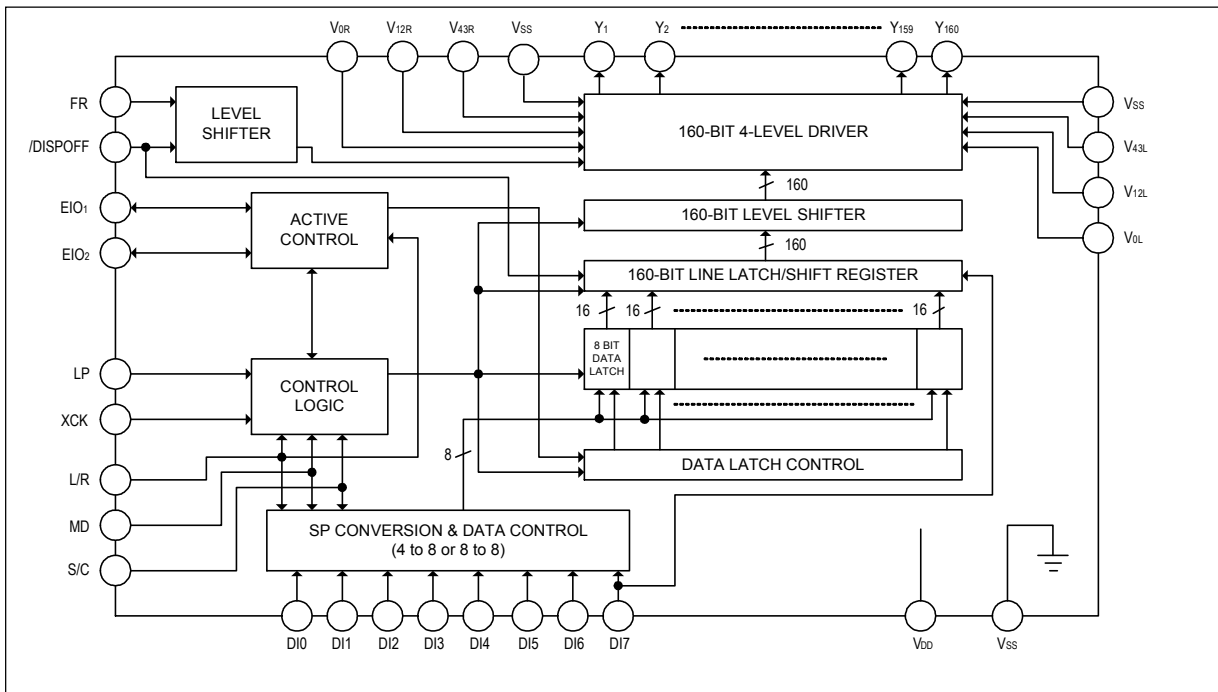 V0R V12R V43R VSS Y1 Y2 Y159 Y160
FR
LEVEL
SHIFTER
/DISPOFF
160-BIT 4-LEVEL DRIVER
VSS
V43L
V12L
V0L
160
EIO1
EIO2
ACTIVE
CONTROL
160-BIT LEVEL SHIFTER
160
160-BIT LINE LATCH/SHIFT REGISTER
16 16 16
8 BIT
DATA
LATCH
LP
XCK
CONTROL
LOGIC
8
DATA LATCH CONTROL
L/R
MD
S/C
SP CONVERSION & DATA CONTROL
(4 to 8 or 8 to 8)
DI0 DI1 DI2 DI3 DI4 DI5 DI6 DI7
VDD VSS